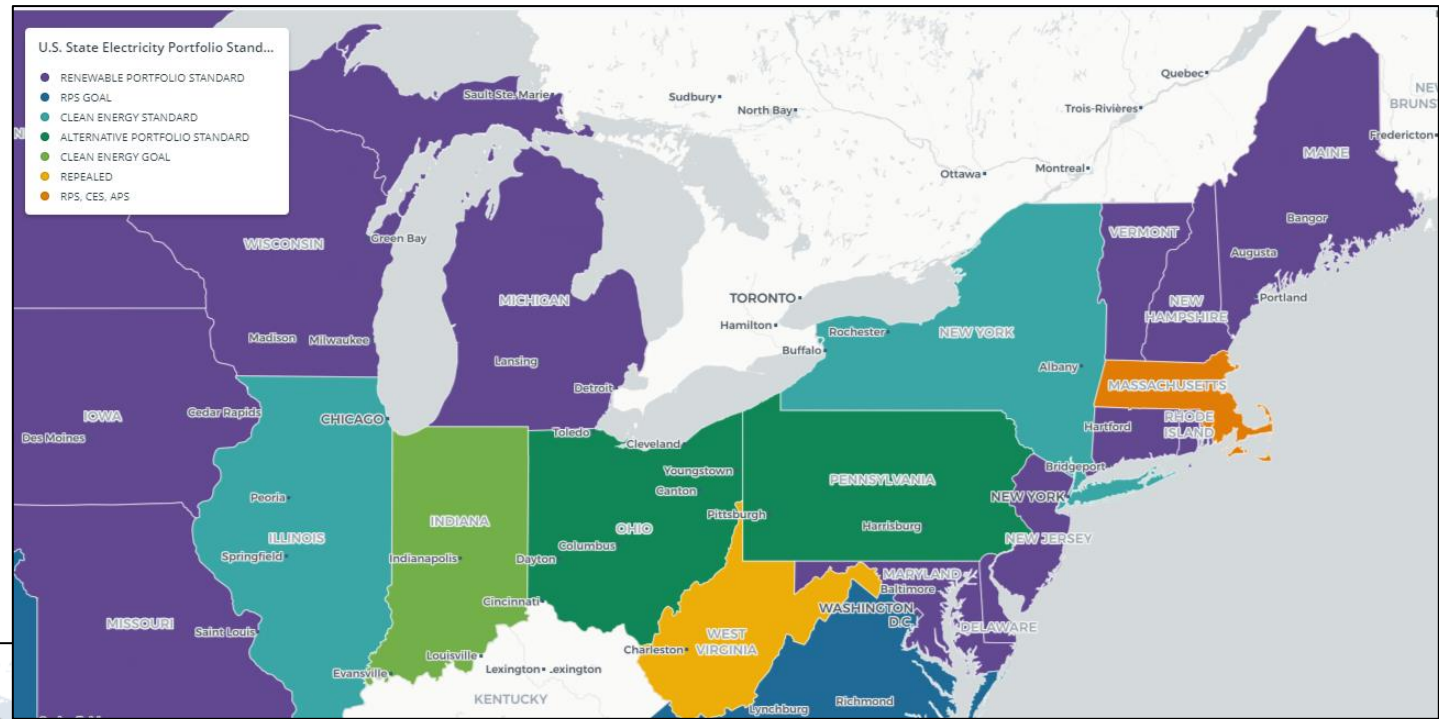 U.S. State Electricity Portfolio Stand...
RENEWABLE PORTFOLIO STANDARD
RPS GOAL
CLEAN ENERGY STANDARD
ALTERNATIVE PORTFOLIO STANDARD
CLEAN ENERGY GOAL
REPEALED
RPS, CES, APS
Sault Ste. Marie
Sudbury
North Bay
Quebec
Trois-Rivières
NEW
BRUNS
Fredericton
MAINE
Ottawa
Montreal
Bangor
WISCONSIN
Green Bay
VERMONT
Augusta
MICHIGAN
TORONTO
NEW
HAMPSHIRE
Portland
Hamilton
Rochester
NEW YORK
Madison
Milwaukee
Lansing
Buffalo
Albany
Detroit
MASSACHUSETTS
IOWA
Cedar Rapids
CHICAGO
RHODE
ISLAND
Hartford
Des Moines
Toledo
Cleveland
Bridgeport
Youngstown
PENNSYLVANIA
Peoria
Canton
NEW YORK
INDIANA
Pittsburgh
Harrisburg
ILLINOIS
OHIO
NEW JERSEY
Springfield
Indianapolis
Dayton
Columbus
MARYLAND
Baltimore
Cincinnati
WASHINGTON
D.C.
MISSOURI
Saint Louis
DELAWARE
WEST
VIRGINIA
Charleston
Louisville
Evansville
Lexington
Lexington
KENTUCKY
Richmond
Lynchburg